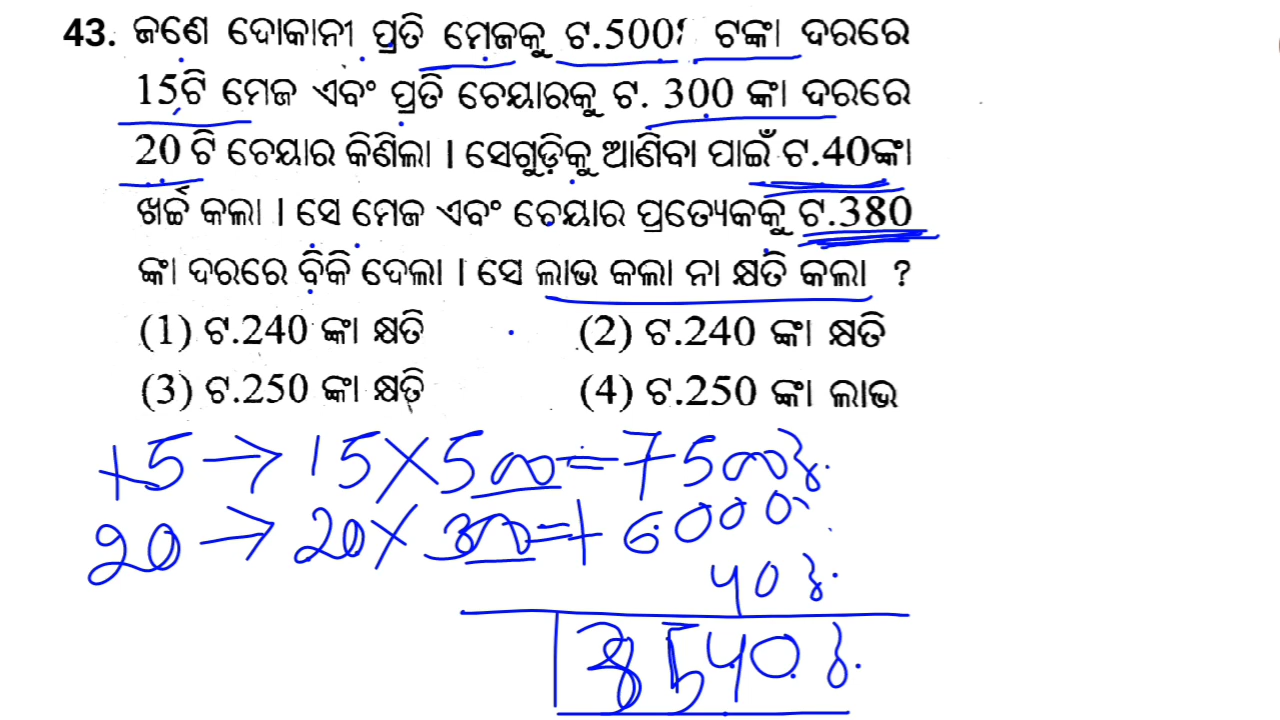 43. ଜଣେ ଦୋକାନୀ ପ୍ରତି ମେଜକୁ ଟ.500 ଟଙ୍କା ଦରରେ
15ଟି ମେଜ ଏବଂ ପ୍ରତି ଚେୟାରକୁ ଟ. 300 ଙ୍କା ଦରରେ
20 ଟି ଚେୟାର କିଣିଲା । ସେଗୁଡ଼ିକୁ ଆଣିବା ପାଇଁ ଟ.40ଙ୍କା
ଖର୍ଚ୍ଚ କଲା । ସେ ମେଜ ଏବଂ ଚେୟାର ପ୍ରତ୍ୟେକକୁ ଟ.380
ଙ୍କା ଦରରେ ବିକି ଦେଲା । ସେ ଲାଭ କଲା ନା କ୍ଷତି କଲା ?
(1) ଟ.240 ଙ୍କା କ୍ଷତି (2) ଟ.240 ଙ୍କା କ୍ଷତି
(3) ଟ.250 ଙ୍କା କ୍ଷତି (4) ଟ.250 ଙ୍କା ଲାଭ
15 → 15 × 500 = 7500
20 → 20 × 300 = + 6000
40